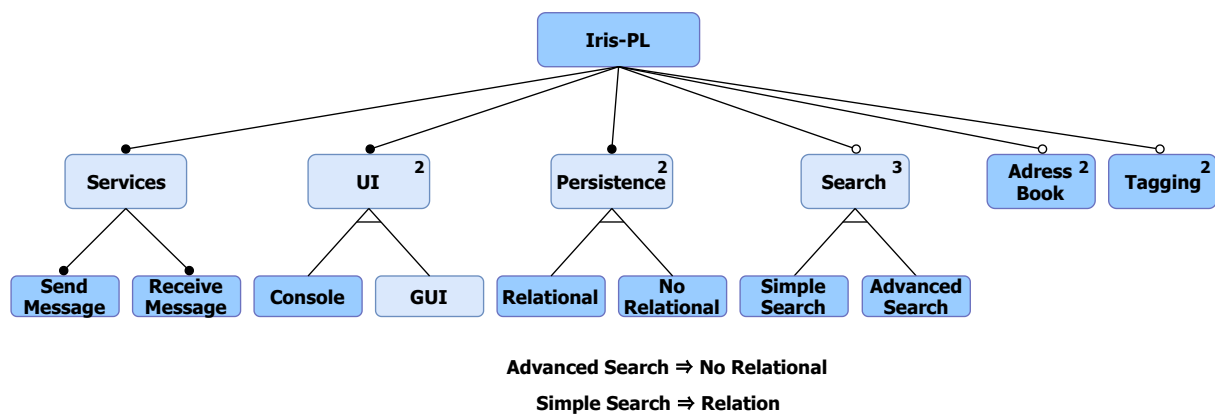 Iris-PL
Services
UI 2
Persistence 2
Search 3
Adress 2
Book
Tagging 2
Send
Message
Receive
Message
Console
GUI
Relational
No
Relational
Simple
Search
Advanced
Search
Advanced Search ⇒ No Relational
Simple Search ⇒ Relation